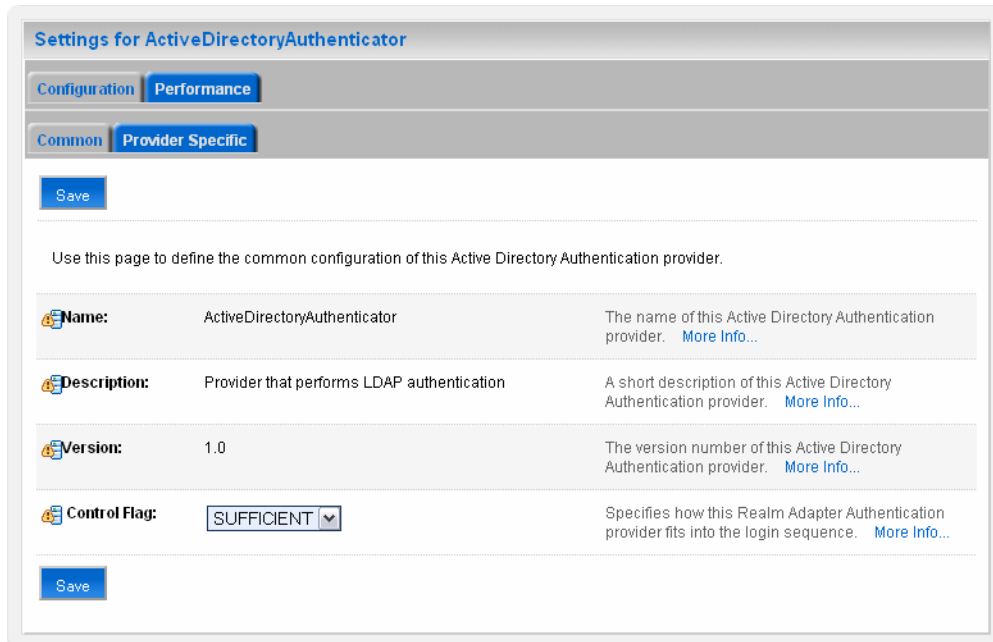 Settings for ActiveDirectoryAuthenticator
Configuration Performance
Common Provider Specific
Save
Use this page to define the common configuration of this Active Directory Authentication provider.
Name: ActiveDirectoryAuthenticator The name of this Active Directory Authentication
provider. More Info...
Description: Provider that performs LDAP authentication A short description of this Active Directory
Authentication provider. More Info...
Version: 1.0 The version number of this Active Directory
Authentication provider. More Info...
Control Flag: SUFFICIENT Specifies how this Realm Adapter Authentication
provider fits into the login sequence. More Info...
Save